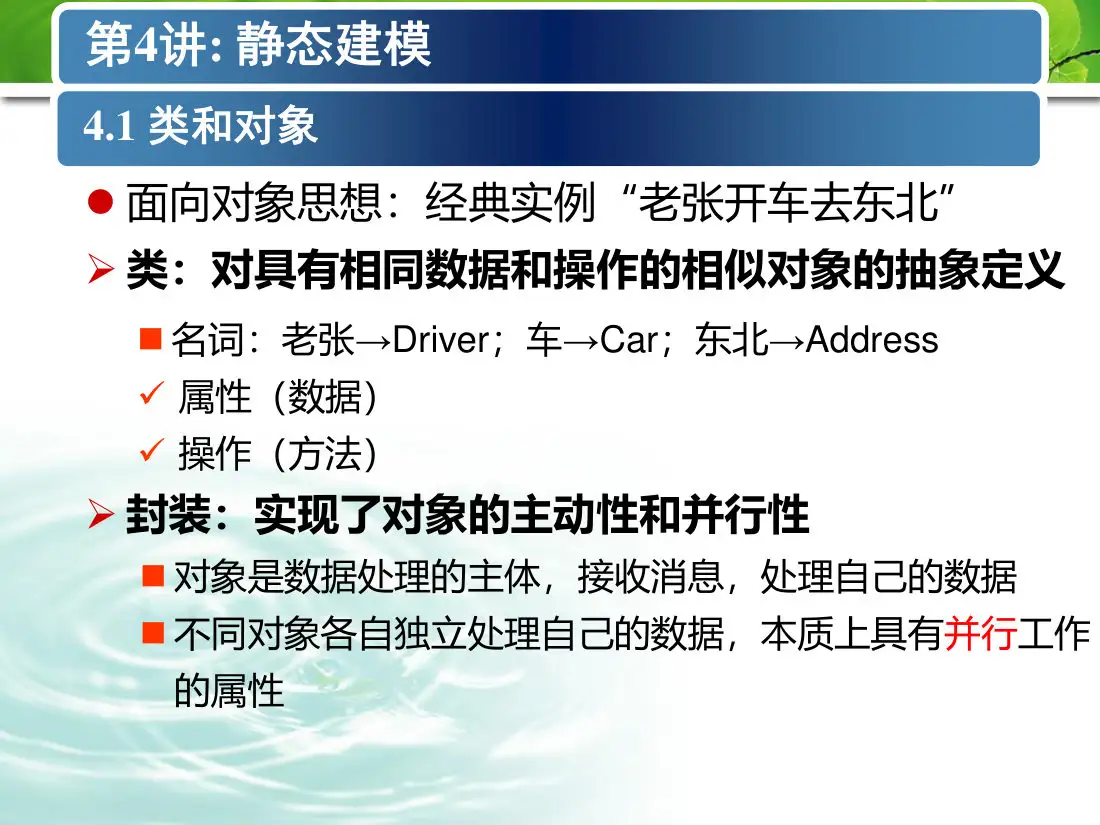 第4讲: 静态建模
4.1 类和对象
面向对象思想：经典实例“老张开车去东北”
类：对具有相同数据和操作的相似对象的抽象定义
名词：老张→Driver；车→Car；东北→Address
属性（数据）
操作（方法）
封装：实现了对象的主动性和并行性
对象是数据处理的主体，接收消息，处理自己的数据
不同对象各自独立处理自己的数据，本质上具有并行工作
的属性